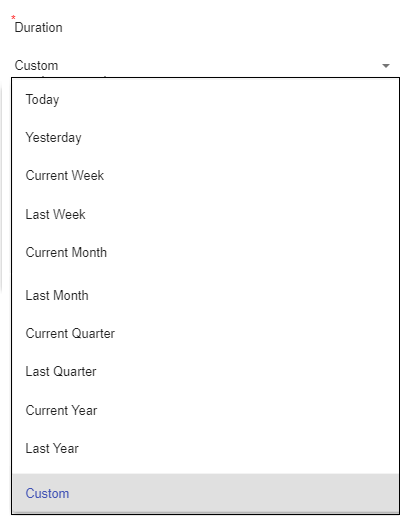 *Duration
Custom
Today
Yesterday
Current Week
Last Week
Current Month
Last Month
Current Quarter
Last Quarter
Current Year
Last Year
Custom